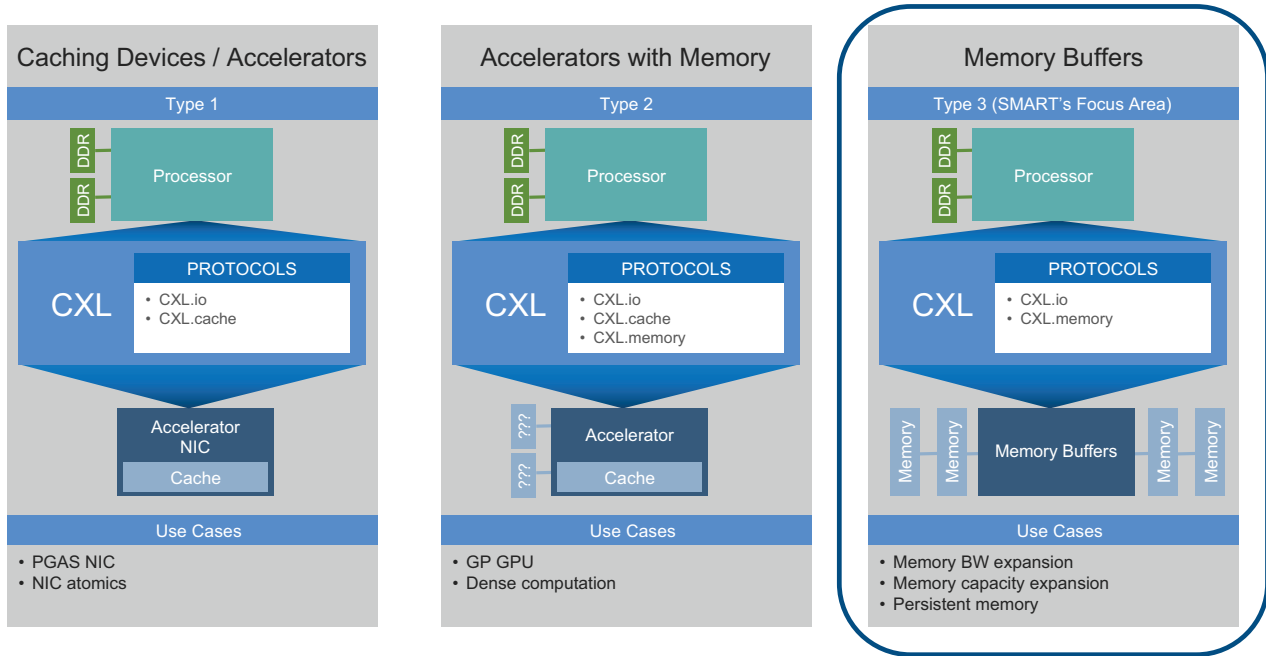 Caching Devices / Accelerators
Type 1
DDR
DDR
Processor
CXL
PROTOCOLS
• CXL.io
• CXL.cache
Accelerator
NIC
Cache
Use Cases
• PGAS NIC
• NIC atomics
Accelerators with Memory
Type 2
DDR
DDR
Processor
CXL
PROTOCOLS
• CXL.io
• CXL.cache
• CXL.memory
???
???
Accelerator
Cache
Use Cases
• GP GPU
• Dense computation
Memory Buffers
Type 3 (SMART's Focus Area)
DDR
DDR
Processor
CXL
PROTOCOLS
• CXL.io
• CXL.memory
Memory
Memory
Memory Buffers
Memory
Memory
Use Cases
• Memory BW expansion
• Memory capacity expansion
• Persistent memory